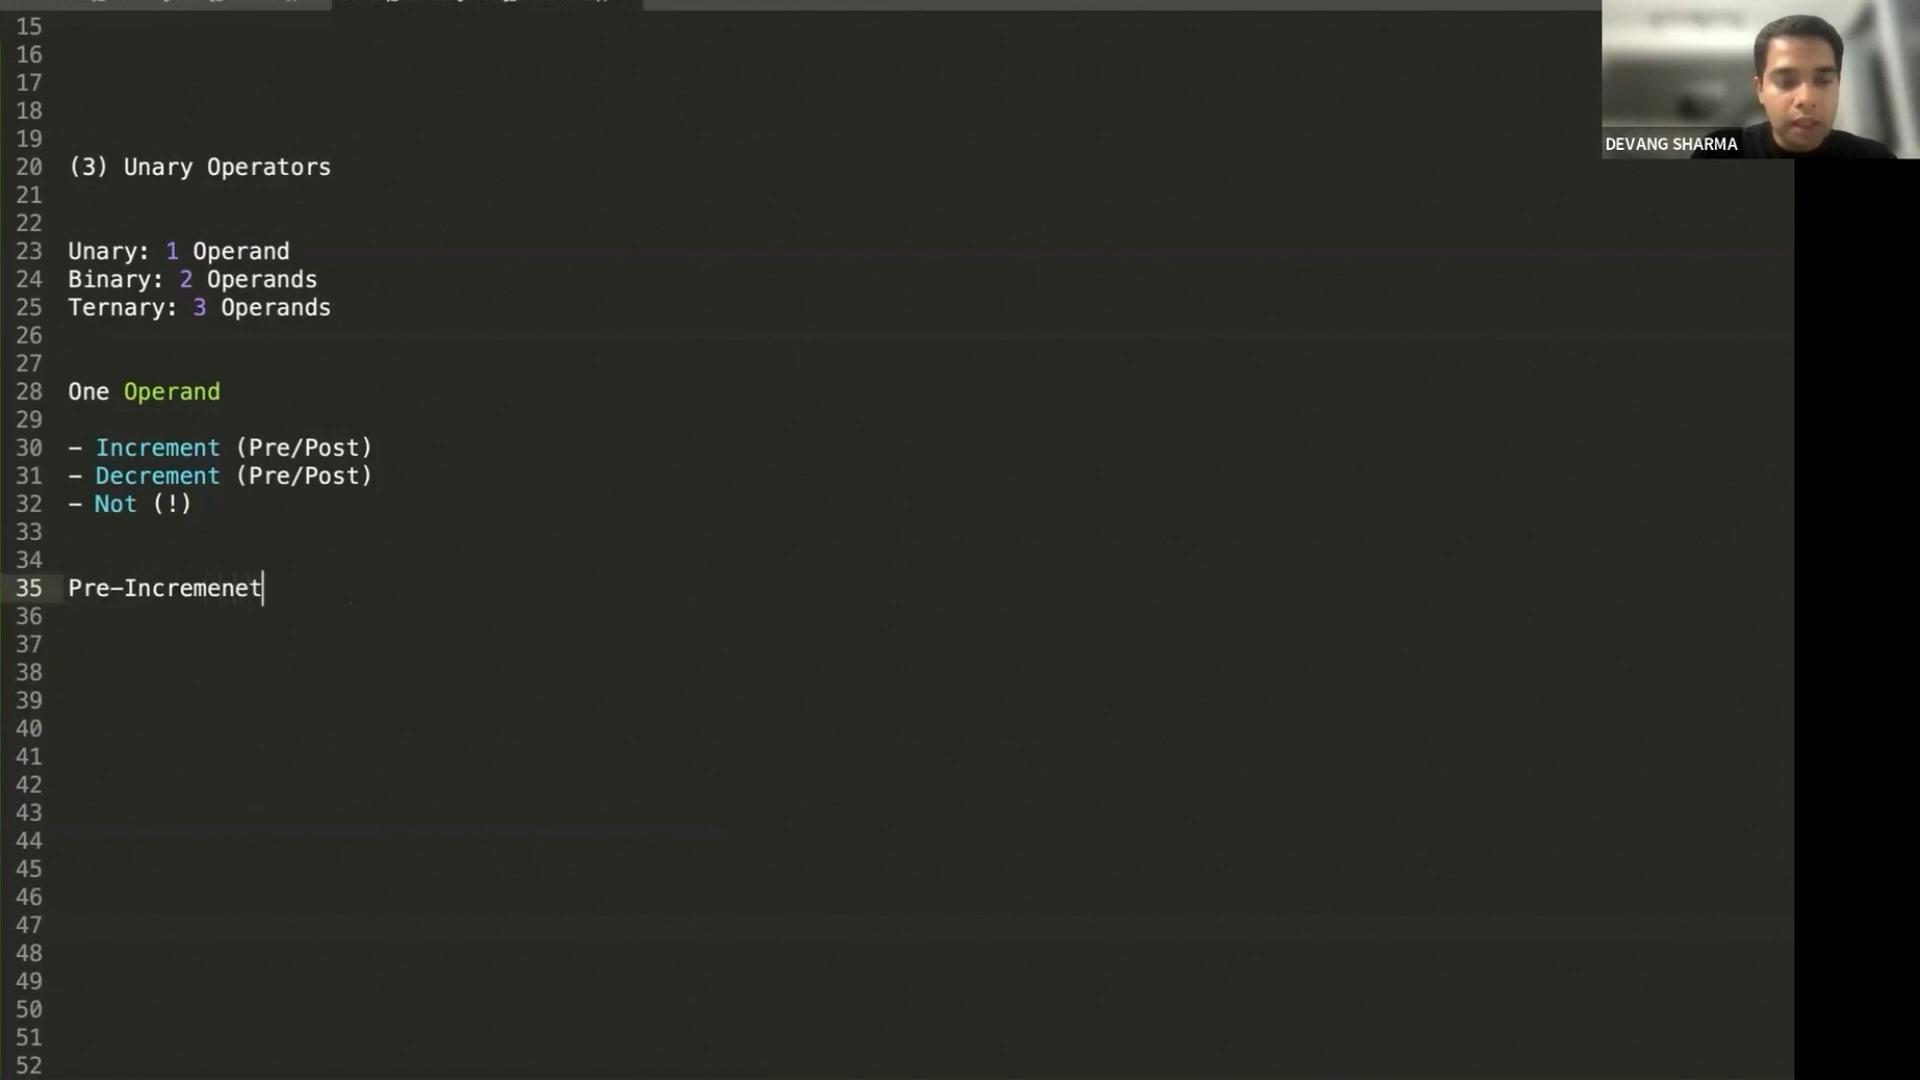 15
16
17
18
19
20 (3) Unary Operators
21
22
23 Unary: 1 Operand
24 Binary: 2 Operands
25 Ternary: 3 Operands
26
27
28 One Operand
29
30 - Increment (Pre/Post)
31 - Decrement (Pre/Post)
32 - Not (!)
33
34
35 Pre-Incremenet
36
37
38
39
40
41
42
43
44
45
46
47
48
49
50
51
52
DEVANG SHARMA